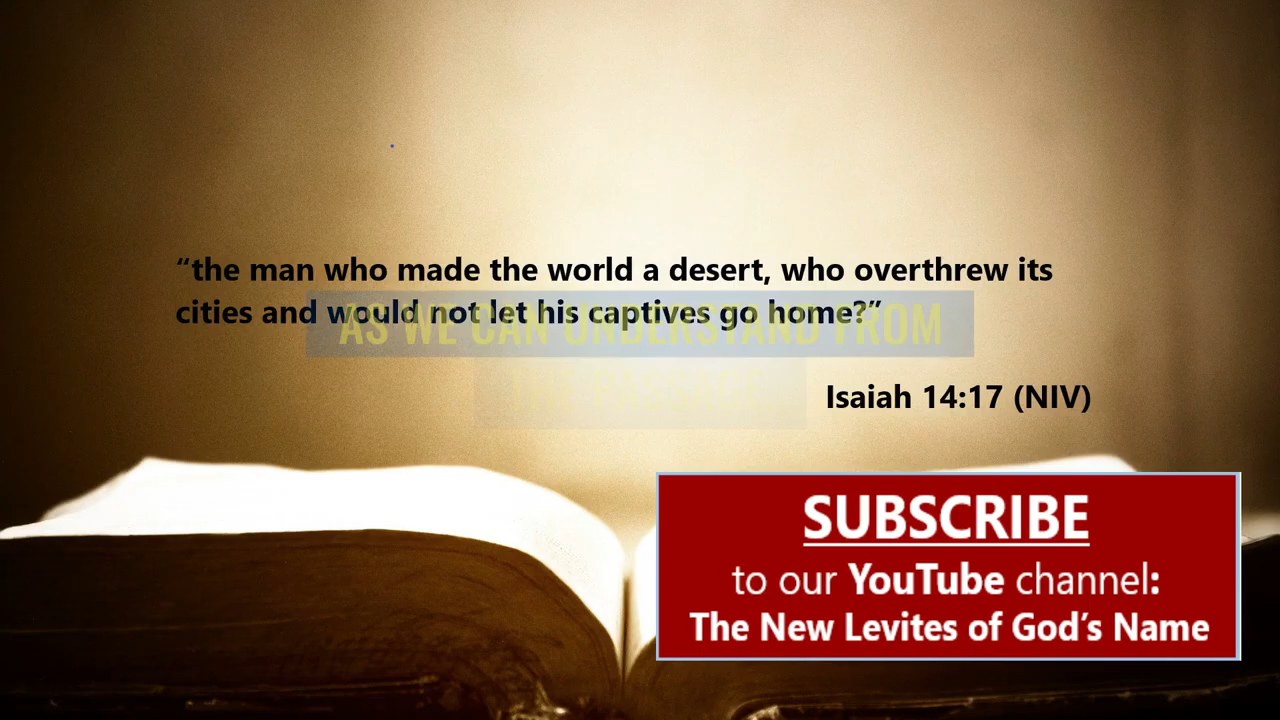 “the man who made the world a desert, who overthrew its
cities and would not let his captives go home?”
AS WE CAN UNDERSTAND FROM
THE PASSAGE,
Isaiah 14:17 (NIV)
SUBSCRIBE
to our YouTube channel:
The New Levites of God’s Name